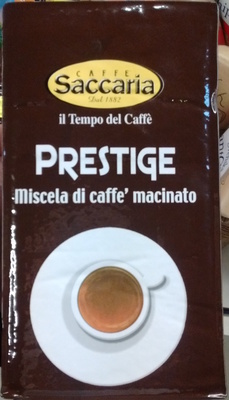 CAFFÈ
Saccaria
Dal 1882
il Tempo del Caffè
PRESTIGE
Miscela di caffe' macinato